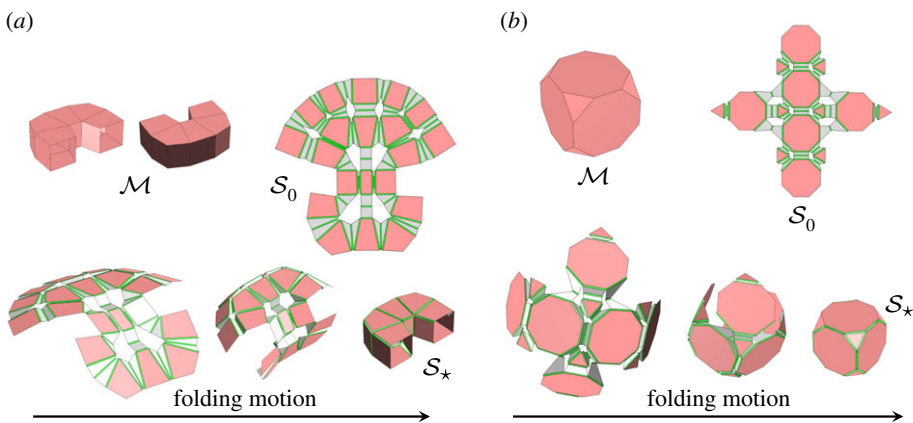 (a)
(b)
ℳ
𝒮₀
ℳ
𝒮₀
𝒮⋆
𝒮⋆
folding motion
folding motion